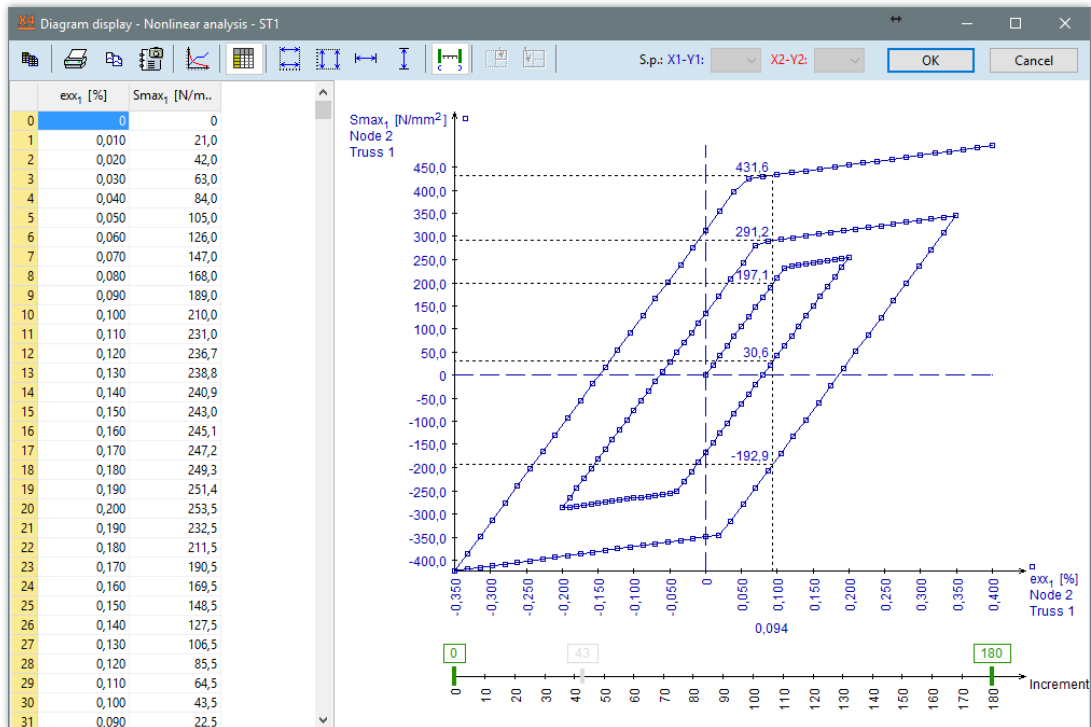 Diagram display - Nonlinear analysis - ST1
S.p.: X1-Y1: X2-Y2: OK Cancel
exx1 [%] Smax1 [N/m..
0 0 0
1 0,010 21,0
2 0,020 42,0
3 0,030 63,0
4 0,040 84,0
5 0,050 105,0
6 0,060 126,0
7 0,070 147,0
8 0,080 168,0
9 0,090 189,0
10 0,100 210,0
11 0,110 231,0
12 0,120 236,7
13 0,130 238,8
14 0,140 240,9
15 0,150 243,0
16 0,160 245,1
17 0,170 247,2
18 0,180 249,3
19 0,190 251,4
20 0,200 253,5
21 0,190 232,5
22 0,180 211,5
23 0,170 190,5
24 0,160 169,5
25 0,150 148,5
26 0,140 127,5
27 0,130 106,5
28 0,120 85,5
29 0,110 64,5
30 0,100 43,5
31 0,090 22,5
Smax1 [N/mm2]
Node 2
Truss 1
450,0
400,0
350,0
300,0
250,0
200,0
150,0
100,0
50,0
0
-50,0
-100,0
-150,0
-200,0
-250,0
-300,0
-350,0
-400,0
431,6
291,2
197,1
30,6
-192,9
-0,350 -0,300 -0,250 -0,200 -0,150 -0,100 -0,050 0 0,050 0,100 0,150 0,200 0,250 0,300 0,350 0,400
exx1 [%]
Node 2
Truss 1
0,094
0 43 180
0 10 20 30 40 50 60 70 80 90 100 110 120 130 140 150 160 170 180
Increment